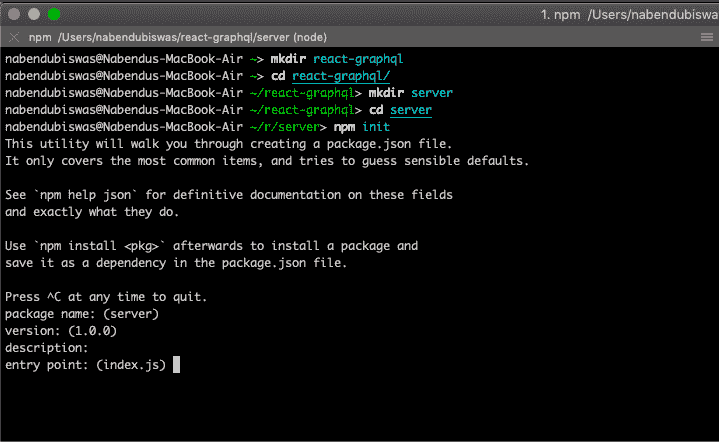 1. npm /Users/nabendubiswa
npm /Users/nabendubiswas/react-graphql/server (node)
nabendubiswas@Nabendus-MacBook-Air ~> mkdir react-graphql
nabendubiswas@Nabendus-MacBook-Air ~> cd react-graphql/
nabendubiswas@Nabendus-MacBook-Air ~/react-graphql> mkdir server
nabendubiswas@Nabendus-MacBook-Air ~/react-graphql> cd server
nabendubiswas@Nabendus-MacBook-Air ~/r/server> npm init
This utility will walk you through creating a package.json file.
It only covers the most common items, and tries to guess sensible defaults.
See `npm help json` for definitive documentation on these fields
and exactly what they do.
Use `npm install <pkg>` afterwards to install a package and
save it as a dependency in the package.json file.
Press ^C at any time to quit.
package name: (server)
version: (1.0.0)
description:
entry point: (index.js)